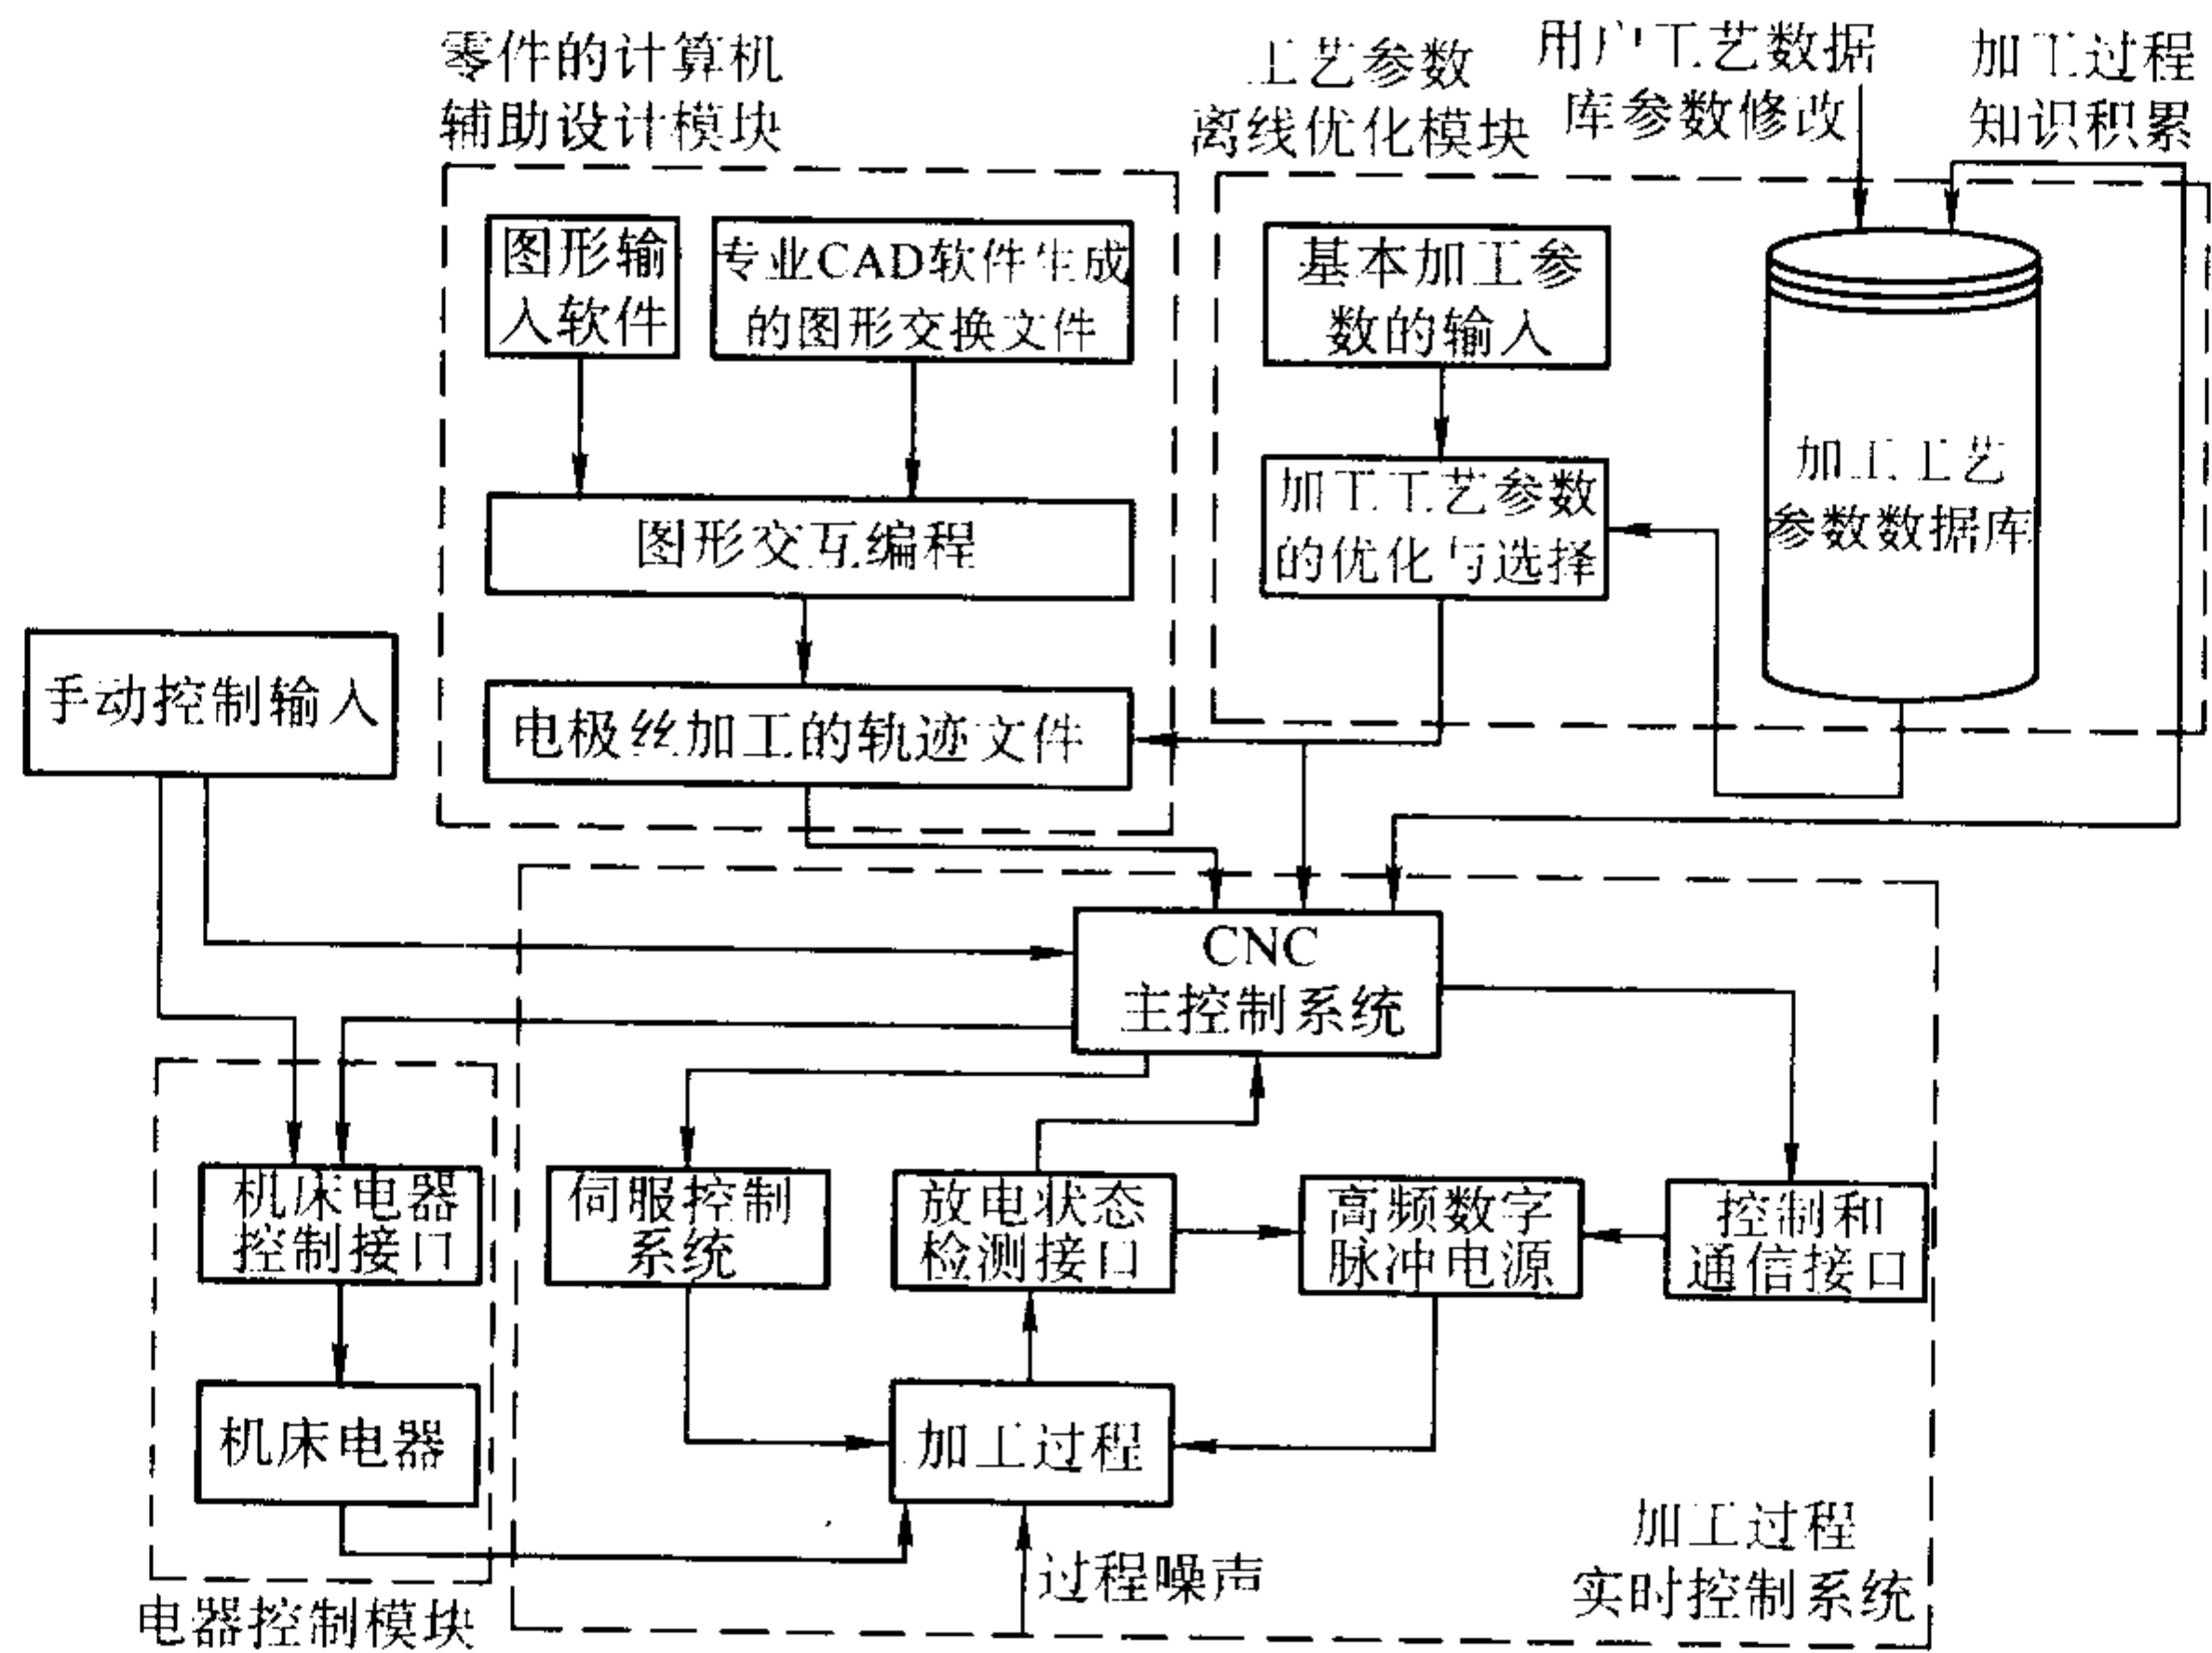 零件的计算机
辅助设计模块
工艺参数
离线优化模块
用户工艺数据
库参数修改
加工过程
知识积累
图形输
入软件
专业CAD软件生成
的图形交换文件
基本加工参
数的输入
加工工艺
参数数据库
图形交互编程
加工工艺参数
的优化与选择
手动控制输入
电极丝加工的轨迹文件
CNC
主控制系统
机床电器
控制接口
伺服控制
系统
放电状态
检测接口
高频数字
脉冲电源
控制和
通信接口
机床电器
加工过程
过程噪声
加工过程
实时控制系统
电器控制模块